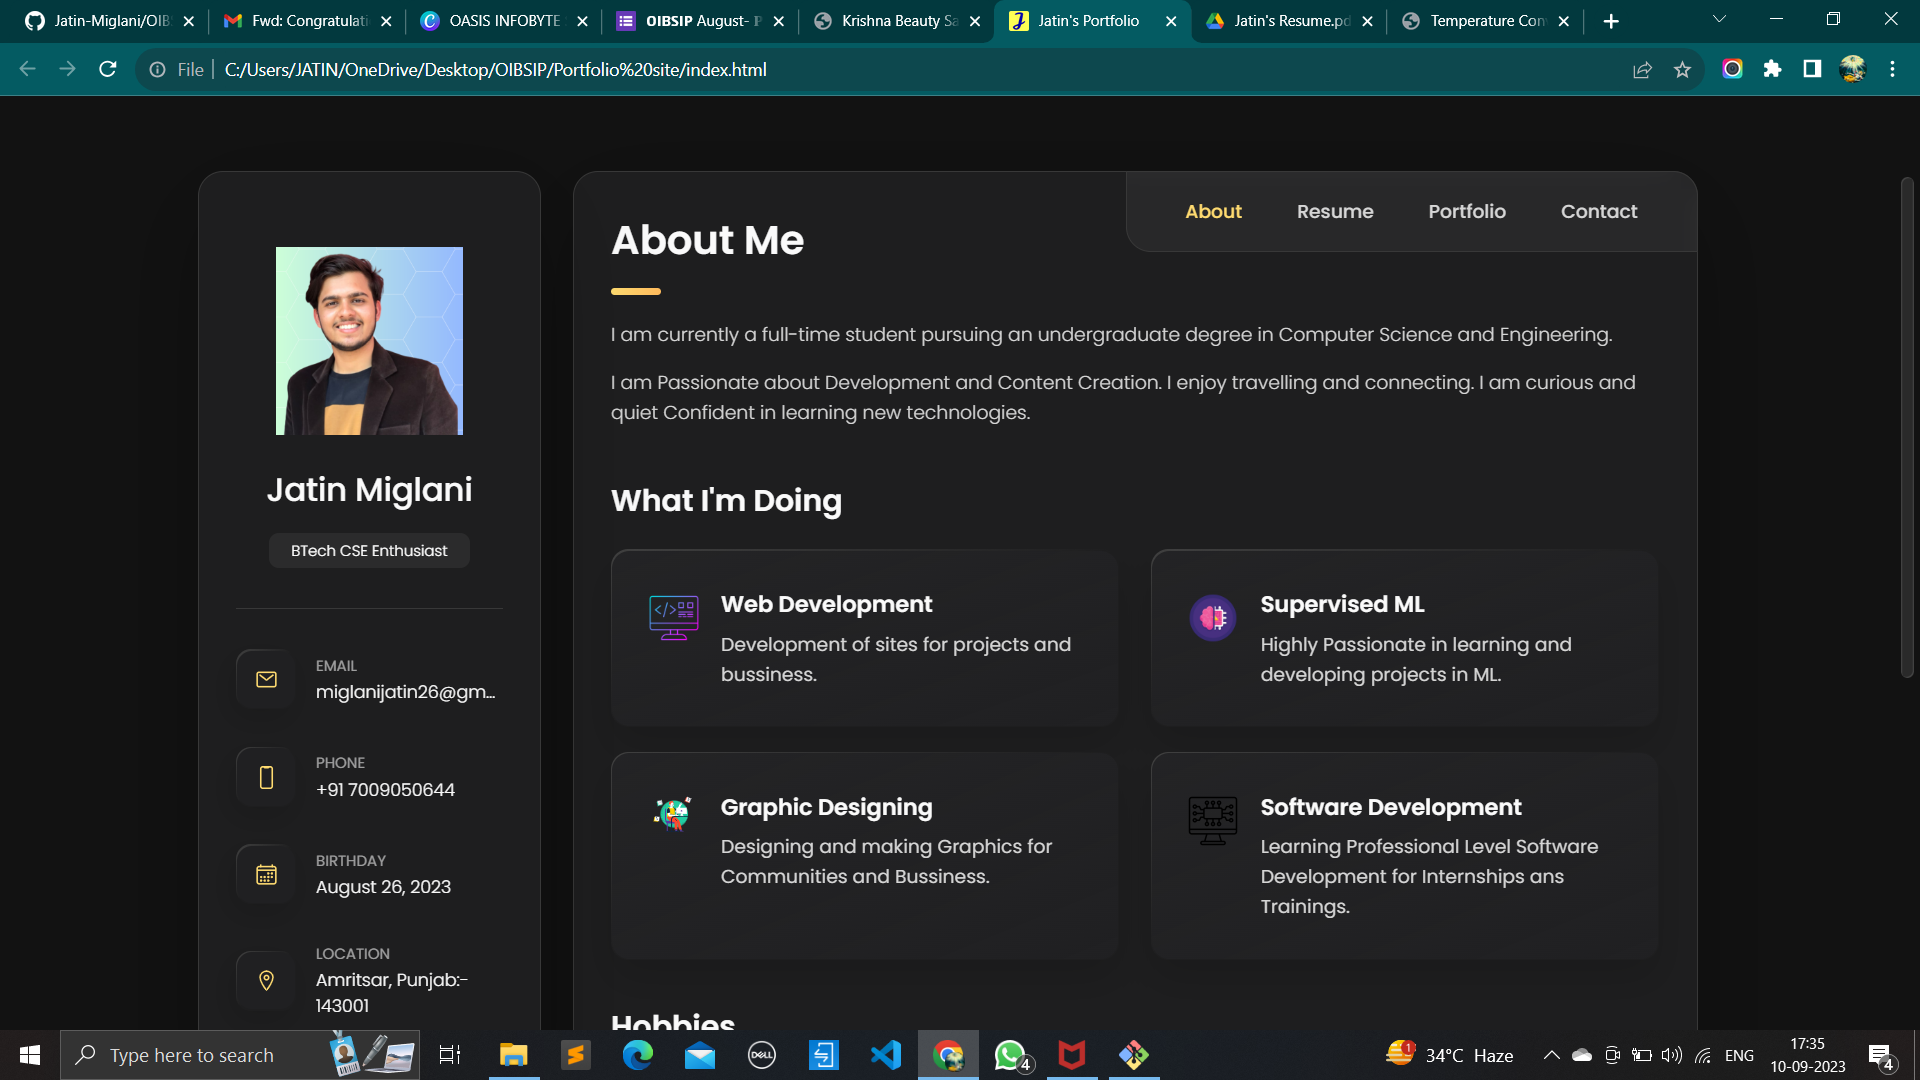 Jatin-Miglani/OIBS
Fwd: Congratulati
OASIS INFOBYTE
OIBSIP August- P
Krishna Beauty Sa
Jatin's Portfolio
Jatin's Resume.pd
Temperature Con
File
C:/Users/JATIN/OneDrive/Desktop/OIBSIP/Portfolio%20site/index.html
About
Resume
Portfolio
Contact
Jatin Miglani
BTech CSE Enthusiast
EMAIL
miglanijatin26@gm...
PHONE
+91 7009050644
BIRTHDAY
August 26, 2023
LOCATION
Amritsar, Punjab:-
143001
About Me
I am currently a full-time student pursuing an undergraduate degree in Computer Science and Engineering.
I am Passionate about Development and Content Creation. I enjoy travelling and connecting. I am curious and
quiet Confident in learning new technologies.
What I'm Doing
Web Development
Development of sites for projects and
bussiness.
Supervised ML
Highly Passionate in learning and
developing projects in ML.
Graphic Designing
Designing and making Graphics for
Communities and Bussiness.
Software Development
Learning Professional Level Software
Development for Internships ans
Trainings.
Hobbies
Type here to search
DELL
4
1
34°C Haze
ENG
17:35
10-09-2023
4